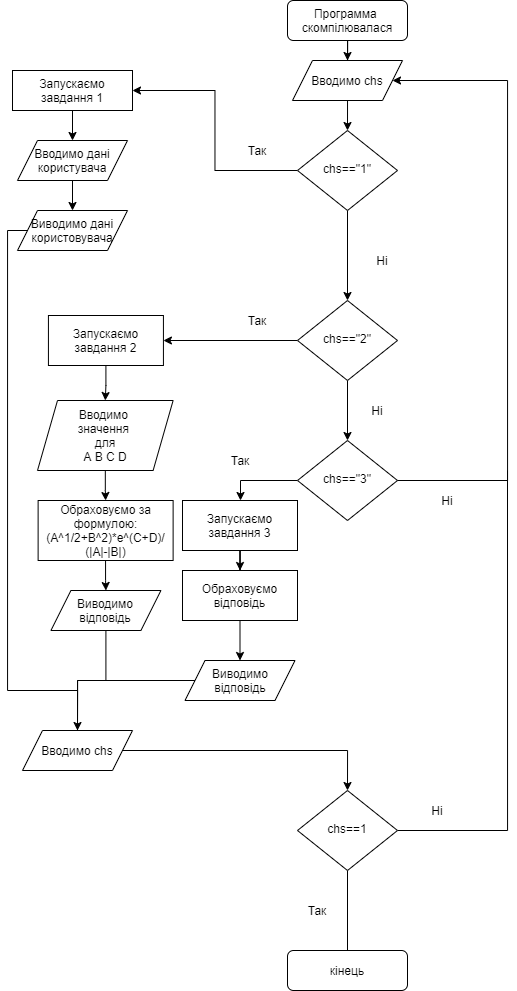 Программа
скомпілювалася
Вводимо chs
Запускаємо
завдання 1
Так
chs=="1"
Вводимо дані
користувача
Виводимо дані
користовувача
Ні
Запускаємо
завдання 2
Так
chs=="2"
Вводимо
значення
для
A B C D
Ні
Так
chs=="3"
Ні
Обраховуємо за
формулою:
(A^1/2+B^2)*e^(C+D)/
(|A|-|B|)
Запускаємо
завдання 3
Обраховуємо
відповідь
Виводимо
відповідь
Виводимо
відповідь
Вводимо chs
chs==1
Ні
Так
кінець